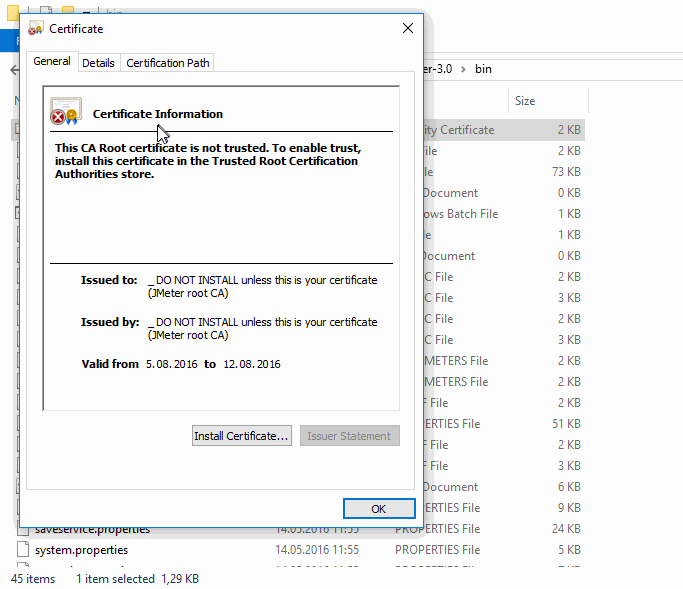 bin
Certificate
General
Details
Certification Path
er-3.0
bin
Certificate Information
This CA Root certificate is not trusted. To enable trust,
install this certificate in the Trusted Root Certification
Authorities store.
Issued to: _ DO NOT INSTALL unless this is your certificate
(JMeter root CA)
Issued by: _ DO NOT INSTALL unless this is your certificate
(JMeter root CA)
Valid from 5.08.2016 to 12.08.2016
Install Certificate...
Issuer Statement
OK
Size
ity Certificate 2 KB
ile 2 KB
le 73 KB
Document 0 KB
ows Batch File 1 KB
le 1 KB
Document 0 KB
C File 2 KB
C File 3 KB
C File 2 KB
C File 3 KB
METERS File 2 KB
METERS File 2 KB
F File 2 KB
ERTIES File 51 KB
F File 2 KB
F File 3 KB
Document 6 KB
PROPERTIES File 9 KB
saveservice.properties 14.05.2016 11:55 PROPERTIES File 24 KB
system.properties 14.05.2016 11:55 PROPERTIES File 5 KB
45 items 1 item selected 1,29 KB